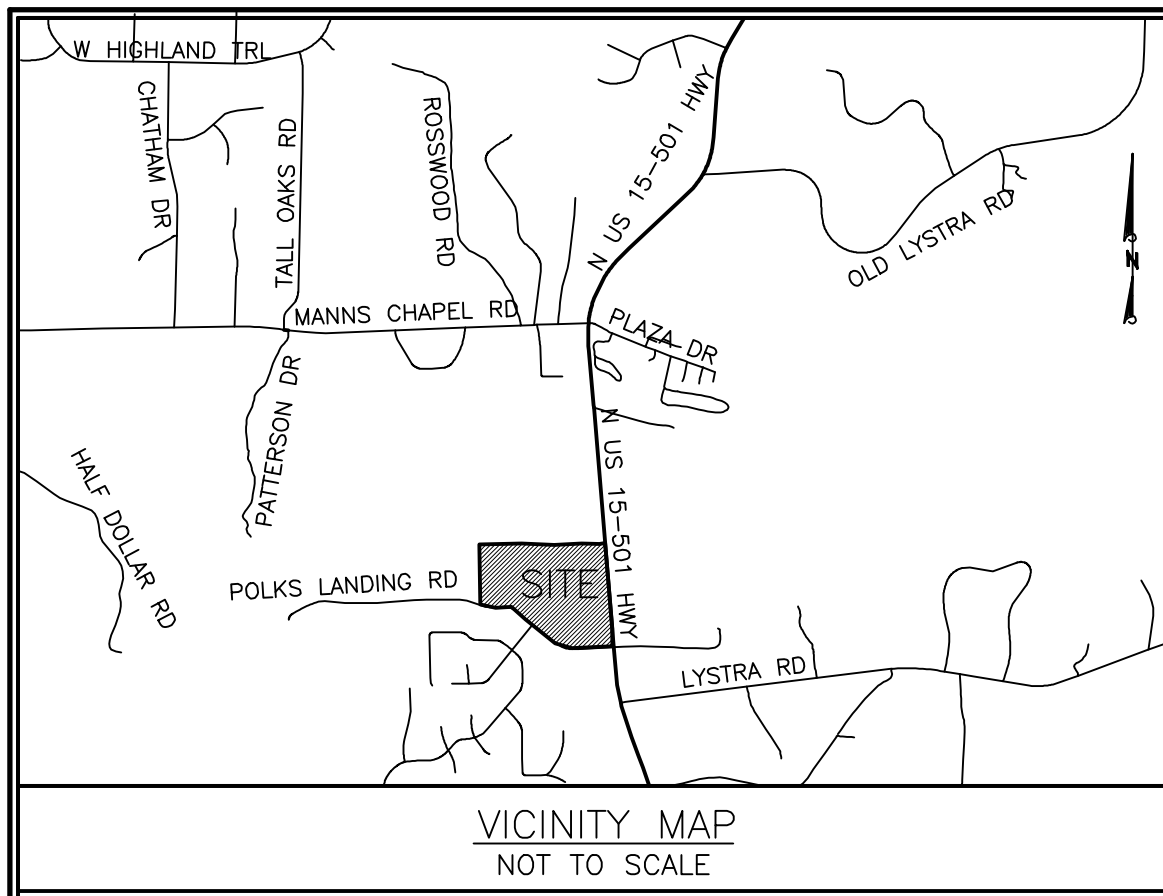 W HIGHLAND TRL
CHATHAM DR
TALL OAKS RD
ROSSWOOD RD
N US 15-501 HWY
OLD LYSTRA RD
N
MANNS CHAPEL RD
PLAZA DR
PATTERSON DR
N US 15-501 HWY
HALF DOLLAR RD
POLKS LANDING RD
SITE
LYSTRA RD
VICINITY MAP
NOT TO SCALE